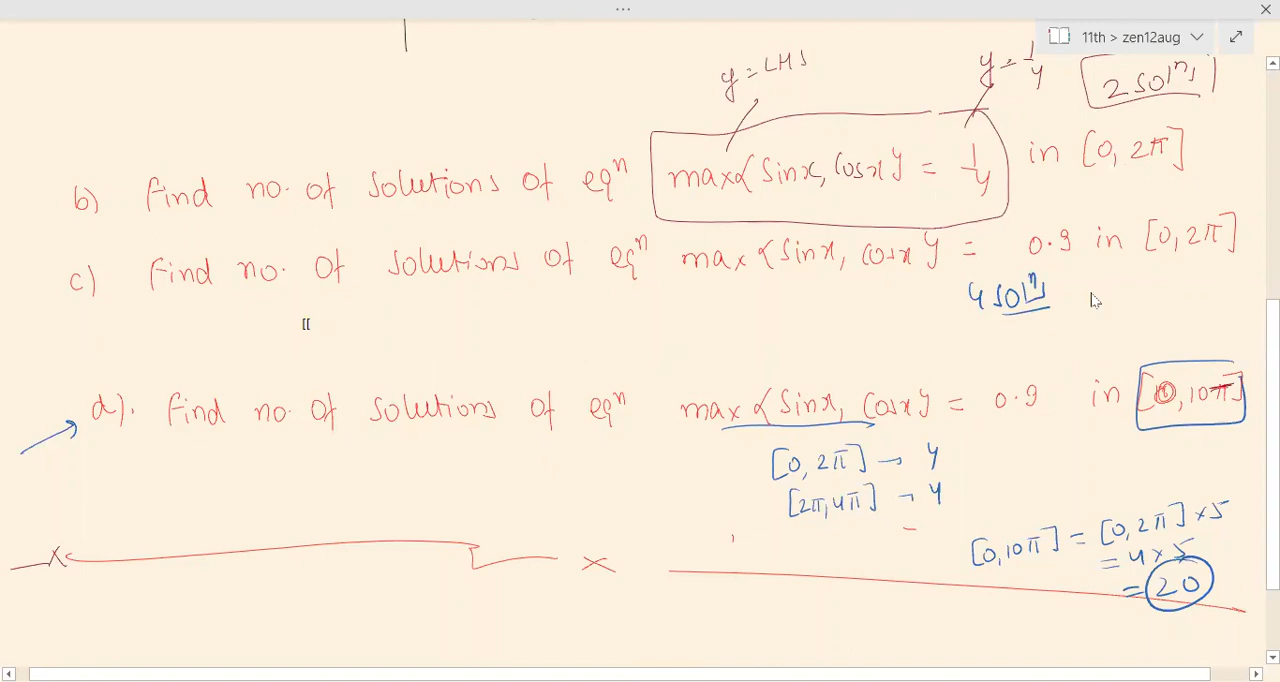 11th > zen12aug
y = LHS
y = 1/4
2 solⁿs
b) Find no. of solutions of eqⁿ max{sinx, cosx} = 1/4 in [0, 2π]
c) Find no. of solutions of eqⁿ max{sinx, cosx} = 0.9 in [0, 2π]
4 solⁿs
d). Find no. of solutions of eqⁿ max{sinx, cosx} = 0.9 in [0, 10π]
[0, 2π] → 4
[2π, 4π] → 4
[0, 10π] = [0, 2π] × 5
= 4 × 5
= 20